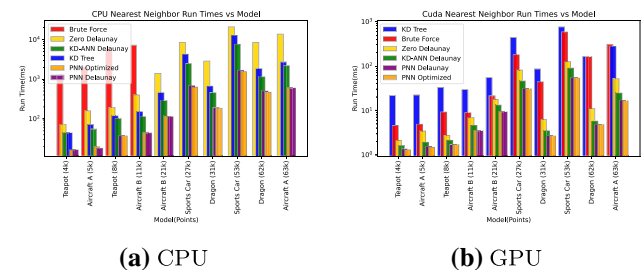 CPU Nearest Neighbor Run Times vs Model
Run Time(ms)
10⁴
10³
10²
Brute Force
Zero Delaunay
KD-ANN Delaunay
KD Tree
PNN Optimized
PNN Delaunay
Teapot (4k)
Aircraft A (5k)
Teapot (8k)
Aircraft B (11k)
Aircraft B (21k)
Sports Car (27k)
Dragon (31k)
Sports Car (53k)
Dragon (62k)
Aircraft A (63k)
Model(Points)
(a) CPU
Cuda Nearest Neighbor Run Times vs Model
Run Time(ms)
10³
10²
10¹
10⁰
KD Tree
Brute Force
Zero Delaunay
KD-ANN Delaunay
PNN Delaunay
PNN Optimized
Teapot (4k)
Aircraft A (5k)
Teapot (8k)
Aircraft B (11k)
Aircraft B (21k)
Sports Car (27k)
Dragon (31k)
Sports Car (53k)
Dragon (62k)
Aircraft A (63k)
Model(Points)
(b) GPU